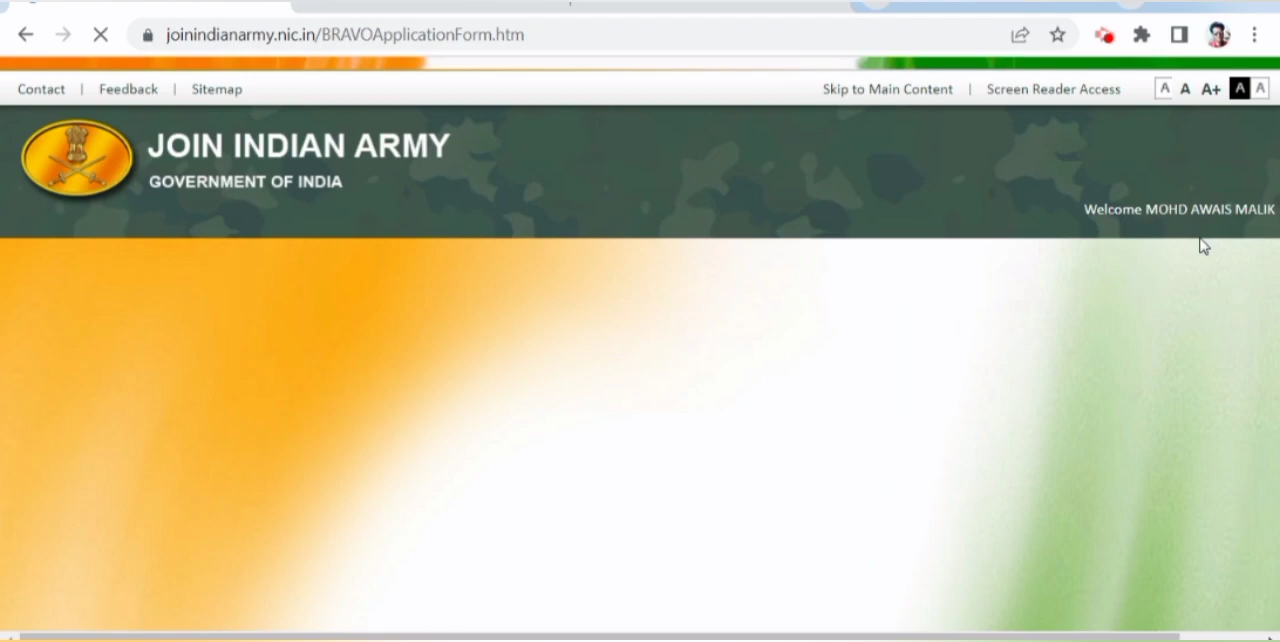 joinindianarmy.nic.in/BRAVOApplicationForm.htm
Contact | Feedback | Sitemap
Skip to Main Content | Screen Reader Access A A A+ A A
JOIN INDIAN ARMY
GOVERNMENT OF INDIA
Welcome MOHD AWAIS MALIK